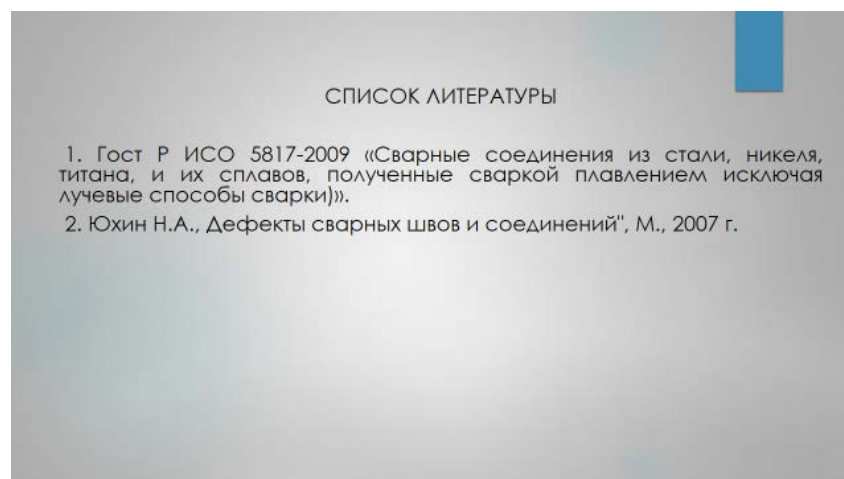 СПИСОК ЛИТЕРАТУРЫ
1. Гост Р ИСО 5817-2009 «Сварные соединения из стали, никеля,
титана, и их сплавов, полученные сваркой плавлением исключая
лучевые способы сварки)».
2. Юхин Н.А., Дефекты сварных швов и соединений", М., 2007 г.